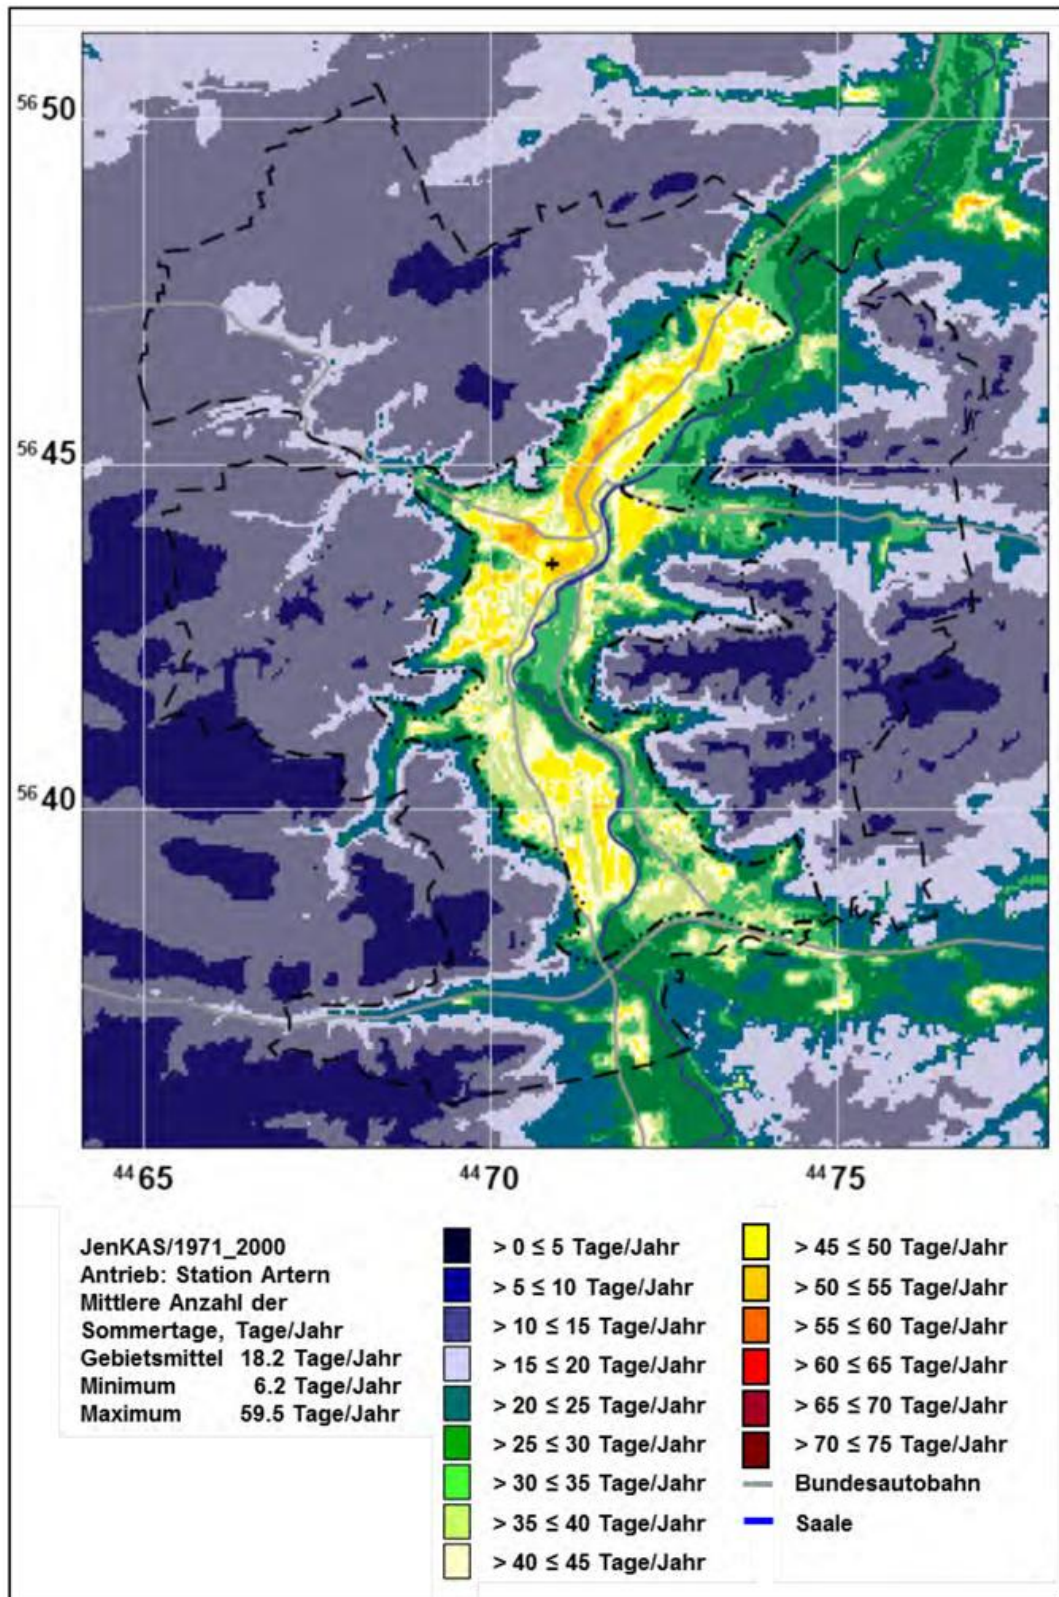 56 50
56 45
56 40
44 65
44 70
44 75
JenKAS/1971_2000
Antrieb: Station Artern
Mittlere Anzahl der
Sommertage, Tage/Jahr
Gebietsmittel 18.2 Tage/Jahr
Minimum 6.2 Tage/Jahr
Maximum 59.5 Tage/Jahr
> 0 ≤ 5 Tage/Jahr
> 5 ≤ 10 Tage/Jahr
> 10 ≤ 15 Tage/Jahr
> 15 ≤ 20 Tage/Jahr
> 20 ≤ 25 Tage/Jahr
> 25 ≤ 30 Tage/Jahr
> 30 ≤ 35 Tage/Jahr
> 35 ≤ 40 Tage/Jahr
> 40 ≤ 45 Tage/Jahr
> 45 ≤ 50 Tage/Jahr
> 50 ≤ 55 Tage/Jahr
> 55 ≤ 60 Tage/Jahr
> 60 ≤ 65 Tage/Jahr
> 65 ≤ 70 Tage/Jahr
> 70 ≤ 75 Tage/Jahr
Bundesautobahn
Saale